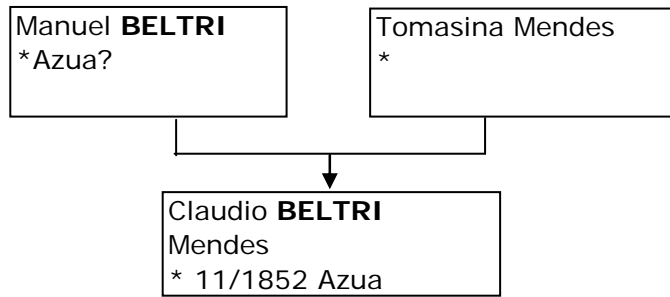 Manuel BELTRI
*Azua?
Tomasina Mendes
*
Claudio BELTRI
Mendes
* 11/1852 Azua